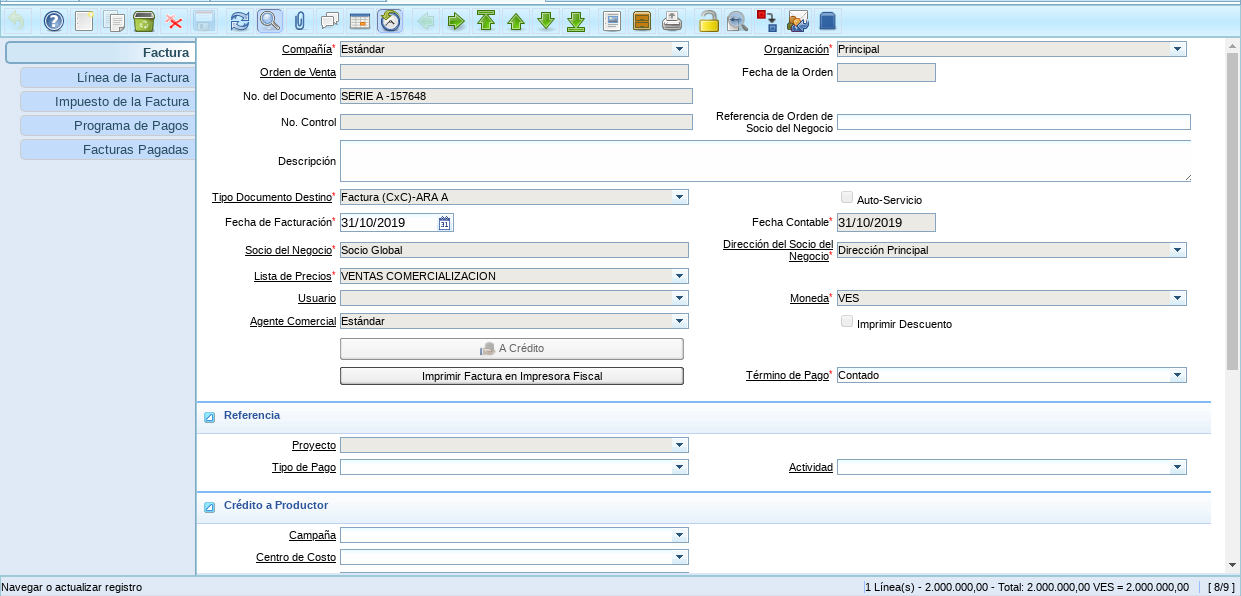 Factura
Línea de la Factura
Impuesto de la Factura
Programa de Pagos
Facturas Pagadas
Compañía* Estándar Organización* Principal
Orden de Venta Fecha de la Orden
No. del Documento SERIE A -157648
No. Control Referencia de Orden de Socio del Negocio
Descripción
Tipo Documento Destino* Factura (CxC)-ARA A Auto-Servicio
Fecha de Facturación* 31/10/2019 31 Fecha Contable* 31/10/2019
Socio del Negocio* Socio Global Dirección del Socio del Negocio* Dirección Principal
Lista de Precios* VENTAS COMERCIALIZACION
Usuario Moneda* VES
Agente Comercial Estándar Imprimir Descuento
A Crédito
Imprimir Factura en Impresora Fiscal Término de Pago* Contado
Referencia
Proyecto
Tipo de Pago Actividad
Crédito a Productor
Campaña
Centro de Costo
Navegar o actualizar registro 1 Línea(s) - 2.000.000,00 - Total: 2.000.000,00 VES = 2.000.000,00 [ 8/9 ]